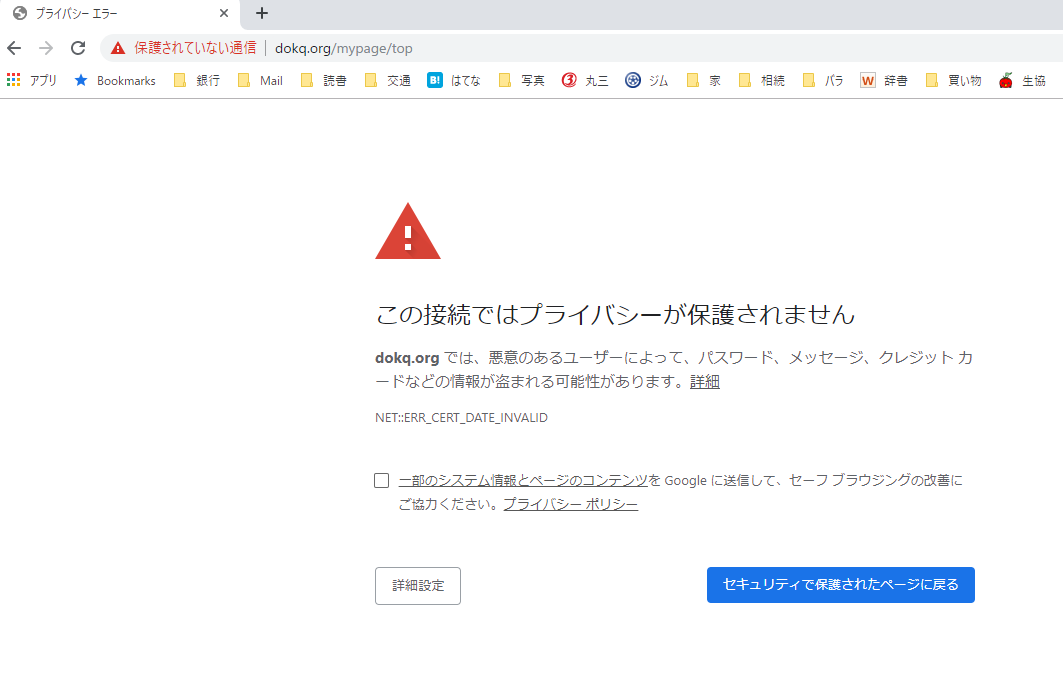 プライバシー エラー
保護されていない通信 dokq.org/mypage/top
アプリ Bookmarks 銀行 Mail 読書 交通 B! はてな 写真 3 丸三 ジム 家 相続 バラ W 辞書 買い物 生協
この接続ではプライバシーが保護されません
dokq.org では、悪意のあるユーザーによって、パスワード、メッセージ、クレジット カ
ードなどの情報が盗まれる可能性があります。詳細
NET::ERR_CERT_DATE_INVALID
一部のシステム情報とページのコンテンツを Google に送信して、セーフ ブラウジングの改善に
ご協力ください。プライバシー ポリシー
詳細設定 セキュリティで保護されたページに戻る